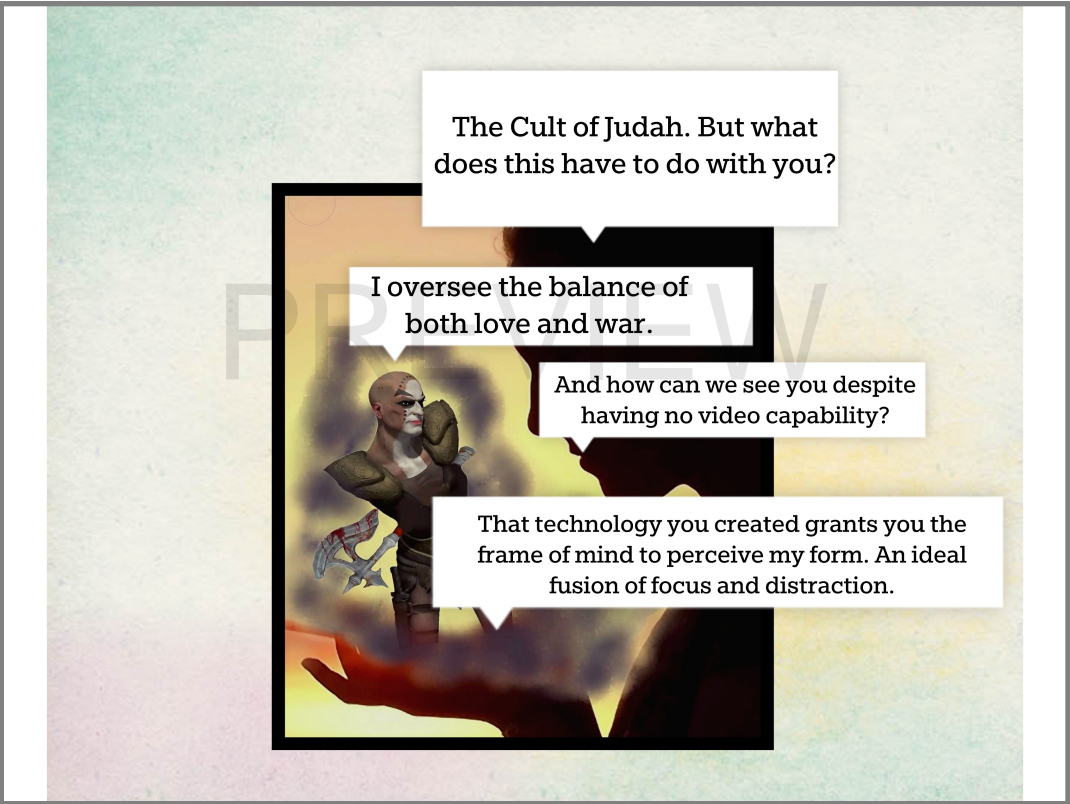 The Cult of Judah. But what
does this have to do with you?
I oversee the balance of
both love and war.
PREVIEW
And how can we see you despite
having no video capability?
That technology you created grants you the
frame of mind to perceive my form. An ideal
fusion of focus and distraction.